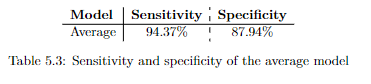 Model Sensitivity Specificity
Average 94.37% 87.94%
Table 5.3: Sensitivity and specificity of the average model